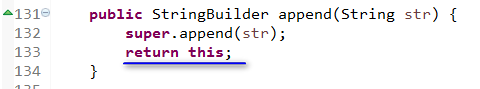 131 public StringBuilder append(String str) {
132 super.append(str);
133 return this;
134 }